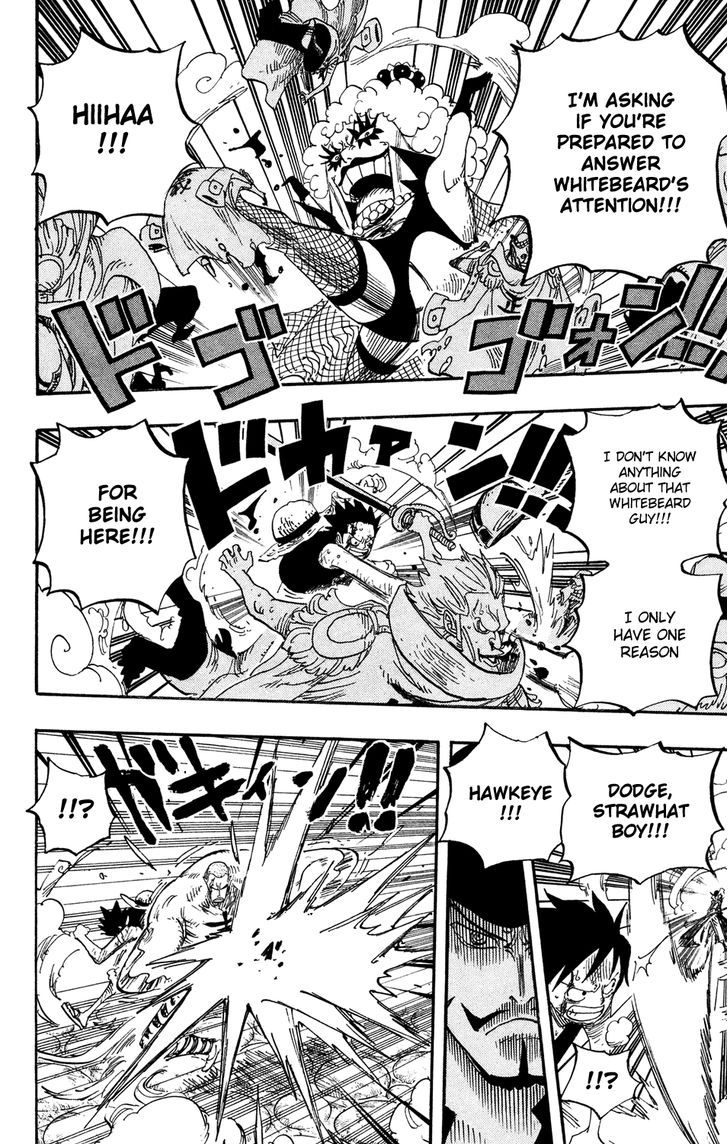 I'M ASKING
IF YOU'RE
PREPARED TO
ANSWER
WHITEBEARD'S
ATTENTION!!!
HIIHAA
!!!
ドゴゴォン!!!
I DON'T KNOW
ANYTHING
ABOUT THAT
WHITEBEARD
GUY!!!
I ONLY
HAVE ONE
REASON
ドカァン!!!
FOR
BEING
HERE!!!
DODGE,
STRAWHAT
BOY!!!
!!?
HAWKEYE
!!!
ガキィィン!!
!!?